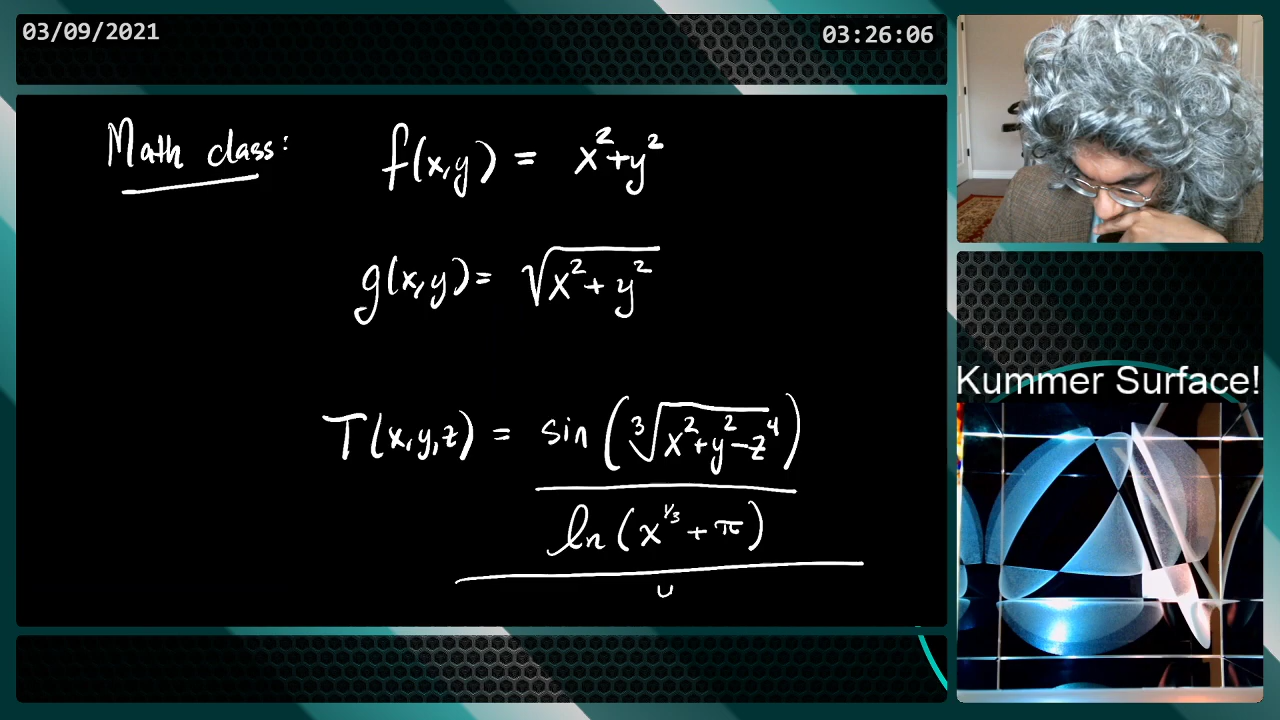 03/09/2021
03:26:06
Math class:
f(x,y) = x²+y²
g(x,y) = √(x²+y²)
T(x,y,z) = sin(∛(x²+y²-z⁴))
ln(x^1/3 + π)
Kummer Surface!